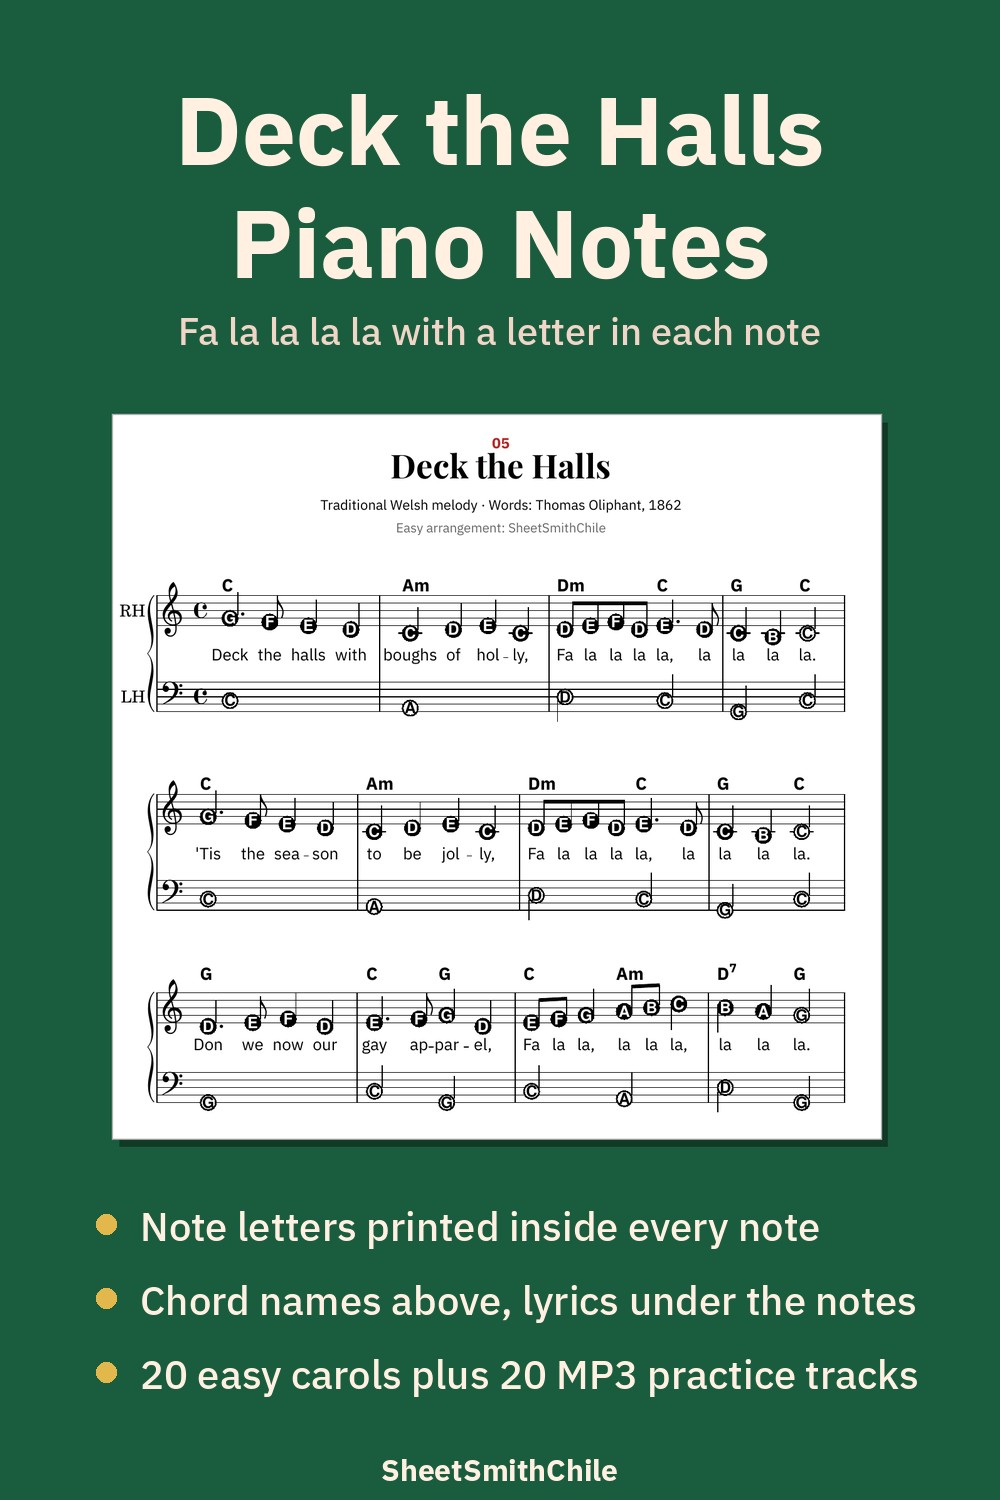 Deck the Halls
Piano Notes
Fa la la la la with a letter in each note
05
Deck the Halls
Traditional Welsh melody · Words: Thomas Oliphant, 1862
Easy arrangement: SheetSmithChile
C Am Dm C G C
RH
G F E D C D E C D E F D E D C B C
Deck the halls with boughs of hol - ly, Fa la la la la, la la la la.
LH
C A D C G C
C Am Dm C G C
G F E D C D E C D E F D E D C B C
'Tis the sea - son to be jol - ly, Fa la la la la, la la la la.
C A D C G C
G C G C Am D7 G
D E F D E F G D E F G A B C B A G
Don we now our gay ap - par - el, Fa la la, la la la, la la la.
G C G C A D G
Note letters printed inside every note
Chord names above, lyrics under the notes
20 easy carols plus 20 MP3 practice tracks
SheetSmithChile